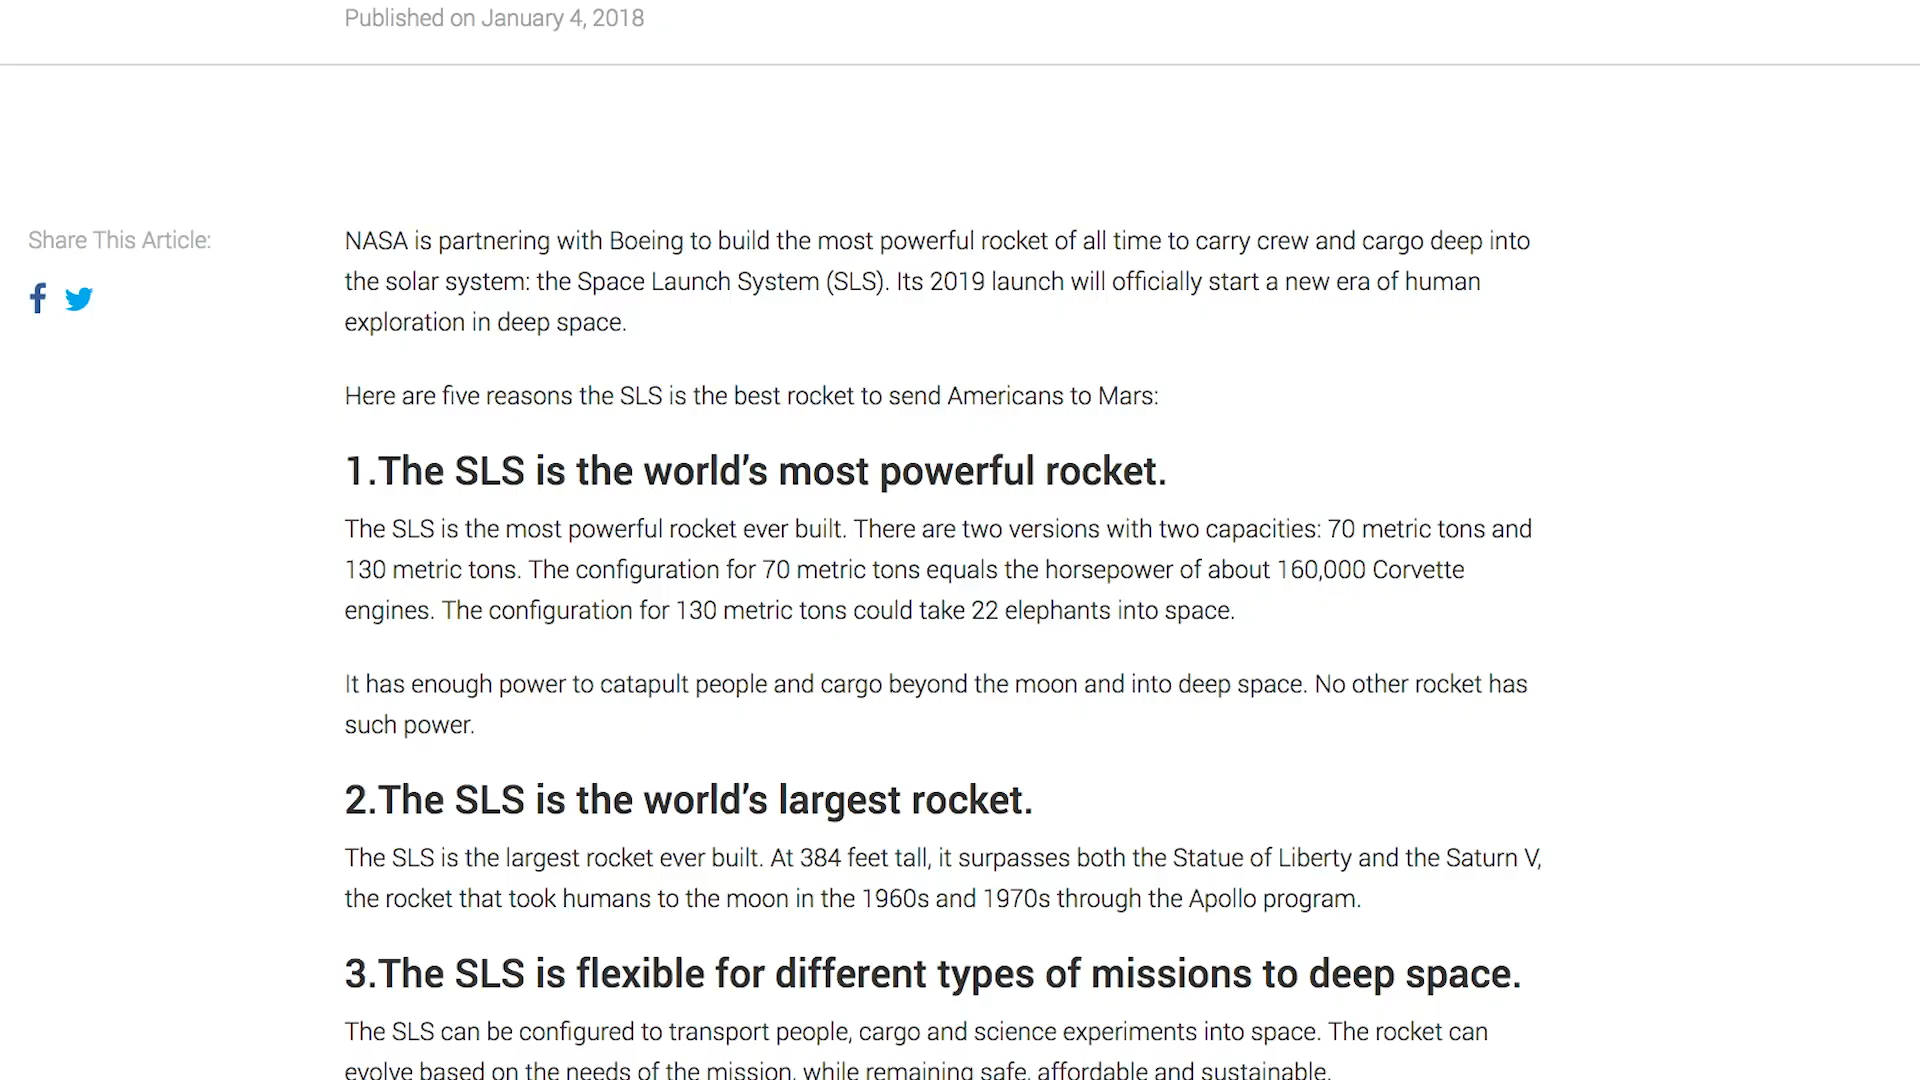 Published on January 4, 2018
Share This Article:
NASA is partnering with Boeing to build the most powerful rocket of all time to carry crew and cargo deep into
the solar system: the Space Launch System (SLS). Its 2019 launch will officially start a new era of human
exploration in deep space.
Here are five reasons the SLS is the best rocket to send Americans to Mars:
1.The SLS is the world’s most powerful rocket.
The SLS is the most powerful rocket ever built. There are two versions with two capacities: 70 metric tons and
130 metric tons. The configuration for 70 metric tons equals the horsepower of about 160,000 Corvette
engines. The configuration for 130 metric tons could take 22 elephants into space.
It has enough power to catapult people and cargo beyond the moon and into deep space. No other rocket has
such power.
2.The SLS is the world’s largest rocket.
The SLS is the largest rocket ever built. At 384 feet tall, it surpasses both the Statue of Liberty and the Saturn V,
the rocket that took humans to the moon in the 1960s and 1970s through the Apollo program.
3.The SLS is flexible for different types of missions to deep space.
The SLS can be configured to transport people, cargo and science experiments into space. The rocket can
evolve based on the needs of the mission, while remaining safe, affordable and sustainable.